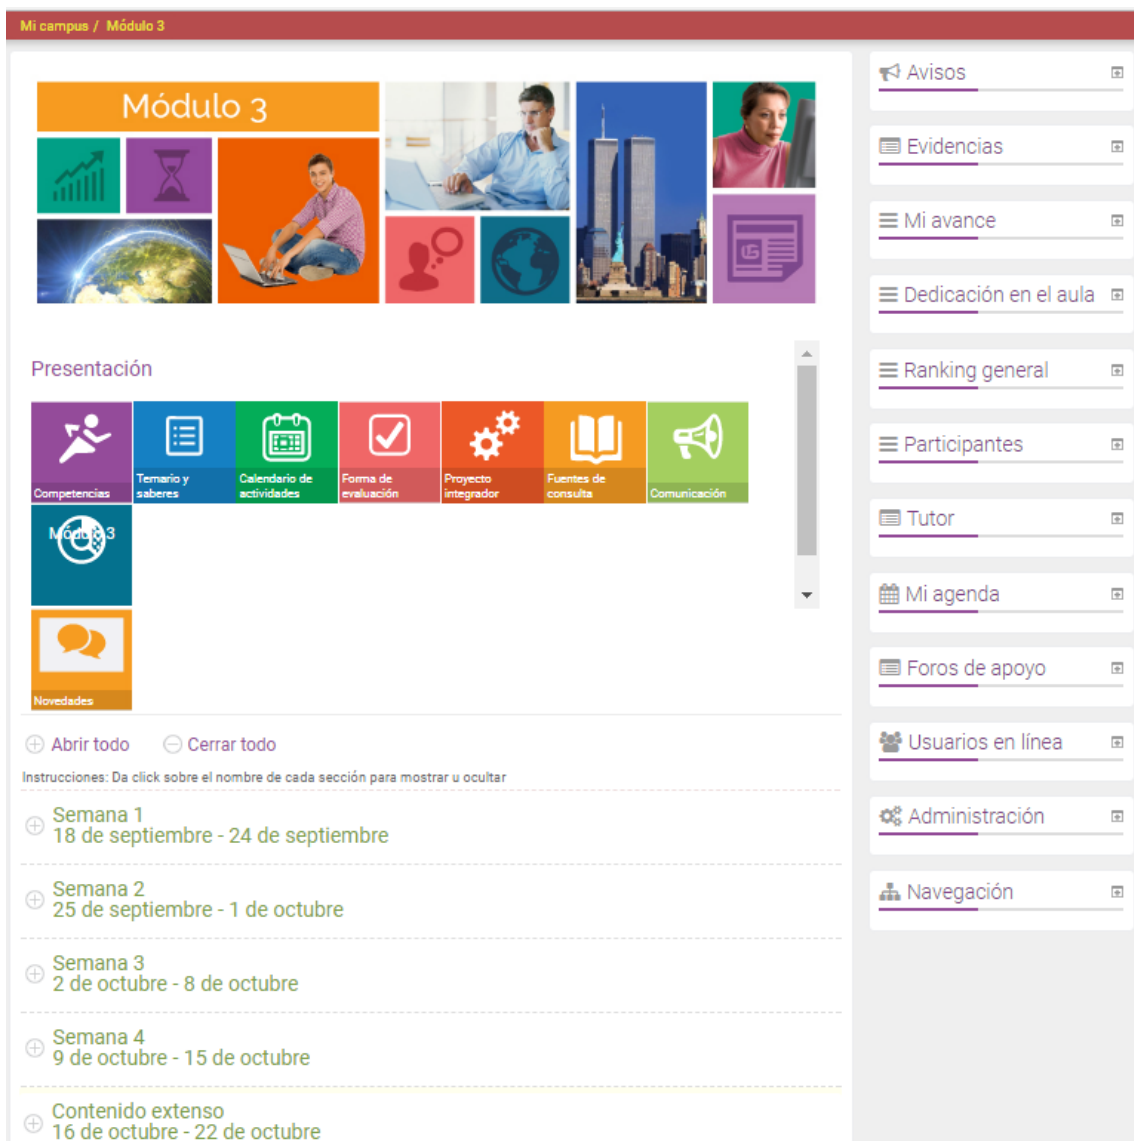 Mi campus / Módulo 3
Módulo 3
Presentación
Competencias
Temario y saberes
Calendario de actividades
Forma de evaluación
Proyecto integrador
Fuentes de consulta
Comunicación
Módulo 3
Novedades
Abrir todo
Cerrar todo
Instrucciones: Da click sobre el nombre de cada sección para mostrar u ocultar
Semana 1
18 de septiembre - 24 de septiembre
Semana 2
25 de septiembre - 1 de octubre
Semana 3
2 de octubre - 8 de octubre
Semana 4
9 de octubre - 15 de octubre
Contenido extenso
16 de octubre - 22 de octubre
Avisos
Evidencias
Mi avance
Dedicación en el aula
Ranking general
Participantes
Tutor
Mi agenda
Foros de apoyo
Usuarios en línea
Administración
Navegación